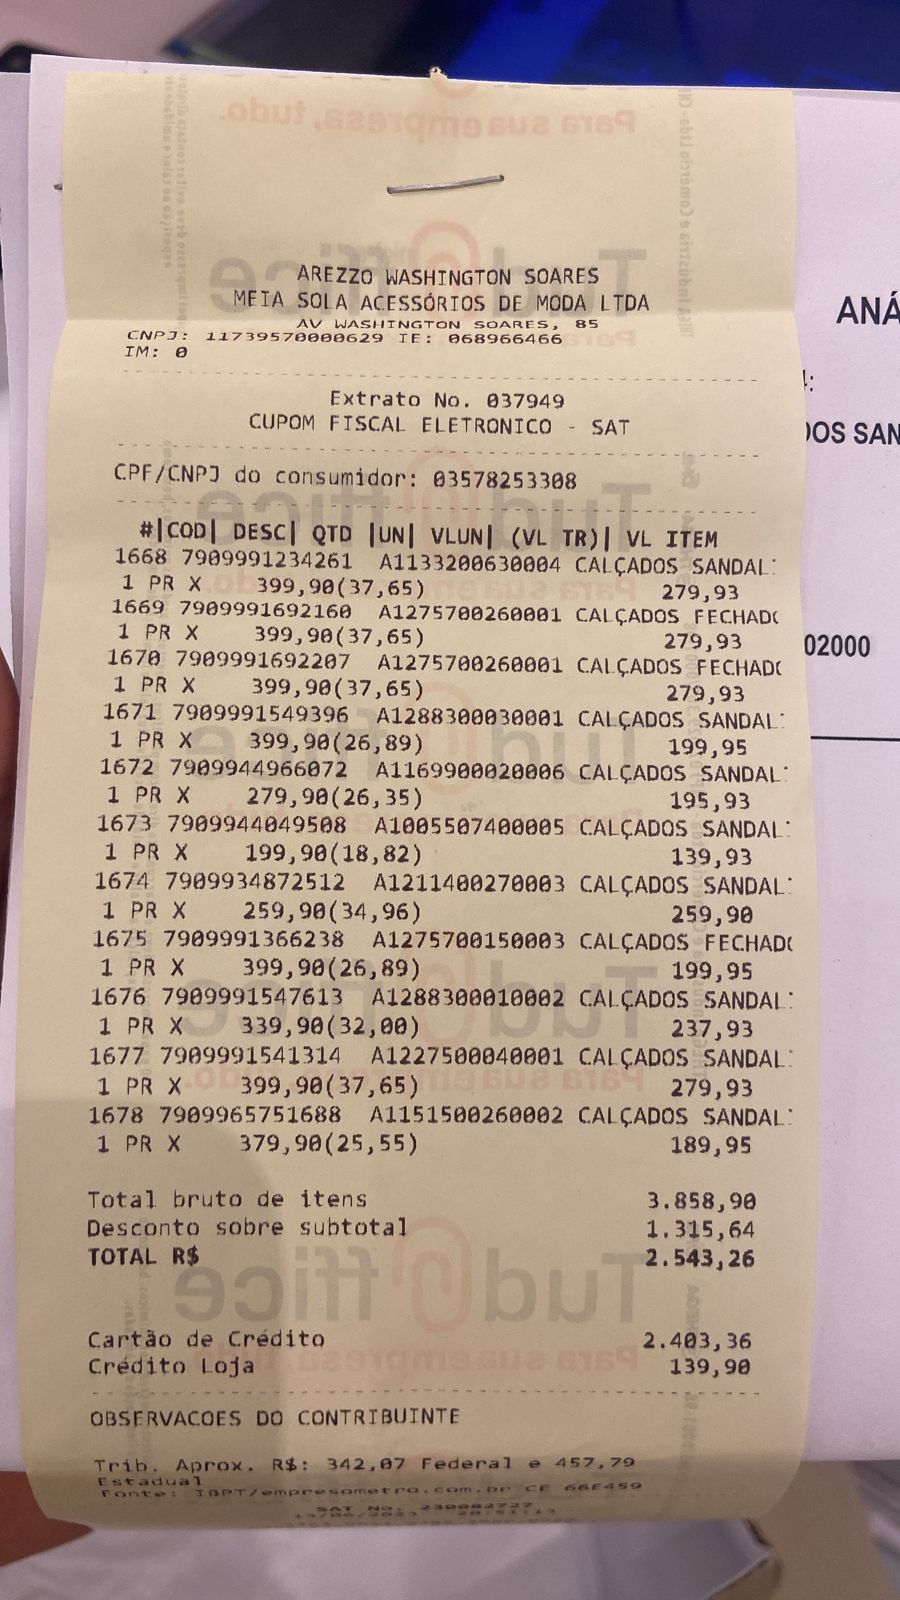 AREZZO WASHINGTON SOARES
MEIA SOLA ACESSÓRIOS DE MODA LTDA
AV WASHINGTON SOARES, 85
CNPJ: 11739570000629 IE: 068966466
IM: 0
Extrato No. 037949
CUPOM FISCAL ELETRONICO - SAT
CPF/CNPJ do consumidor: 03578253308
#|COD| DESC| QTD |UN| VLUN| (VL TR)| VL ITEM
1668 7909991234261 A1133200630004 CALÇADOS SANDAL
1 PR X 399,90(37,65) 279,93
1669 7909991692160 A1275700260001 CALÇADOS FECHADO
1 PR X 399,90(37,65) 279,93
1670 7909991692207 A1275700260001 CALÇADOS FECHADO
1 PR X 399,90(37,65) 279,93
1671 7909991549396 A1288300030001 CALÇADOS SANDAL
1 PR X 399,90(26,89) 199,95
1672 7909944966072 A1169900020006 CALÇADOS SANDAL
1 PR X 279,90(26,35) 195,93
1673 7909944049508 A1005507400005 CALÇADOS SANDAL
1 PR X 199,90(18,82) 139,93
1674 7909934872512 A1211400270003 CALÇADOS SANDAL
1 PR X 259,90(34,96) 259,90
1675 7909991366238 A1275700150003 CALÇADOS FECHADO
1 PR X 399,90(26,89) 199,95
1676 7909991547613 A1288300010002 CALÇADOS SANDAL
1 PR X 339,90(32,00) 237,93
1677 7909991541314 A1227500040001 CALÇADOS SANDAL
1 PR X 399,90(37,65) 279,93
1678 7909965751688 A1151500260002 CALÇADOS SANDAL
1 PR X 379,90(25,55) 189,95
Total bruto de itens 3.858,90
Desconto sobre subtotal 1.315,64
TOTAL R$ 2.543,26
Cartão de Crédito 2.403,36
Crédito Loja 139,90
OBSERVACOES DO CONTRIBUINTE
Trib. Aprox. R$: 342,07 Federal e 457,79
Estadual
Fonte: IBPT/empresometro.com.br CE 66E459
SAT No. 230082727
ANÁ
OOS SAN
02000
Para sua empresa, tudo.
Tudoffice